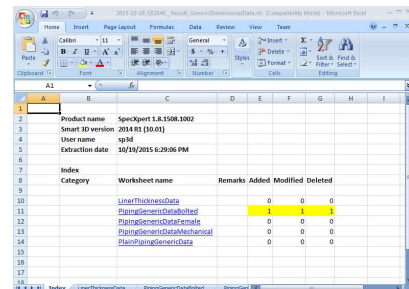 2015-10-19_182946_Result_GenericDimensionalData.xls [Compatibility Mode] - Microsoft Excel
Home Insert Page Layout Formulas Data Review View Team
Paste
Calibri 11
B I U
General
$ % ,
Styles
Insert
Delete
Format
Σ
Sort & Filter
Find & Select
Clipboard Font Alignment Number Cells Editing
A1 fx
A B C D E F G H I
1
2 Product name SpecXpert 1.8.1508.1002
3 Smart 3D version 2014 R1 (10.01)
4 User name sp3d
5 Extraction date 10/19/2015 6:29:06 PM
6
7 Index
8 Category Worksheet name Remarks Added Modified Deleted
9
10 LinerThicknessData 0 0 0
11 PipingGenericDataBolted 1 1 1
12 PipingGenericDataFemale 0 0 0
13 PipingGenericDataMechanical 0 0 0
14 PlainPipingGenericData 0 0 0
15
16
17
18
Index LinerThicknessData PipingGenericDataBolted PipingGen